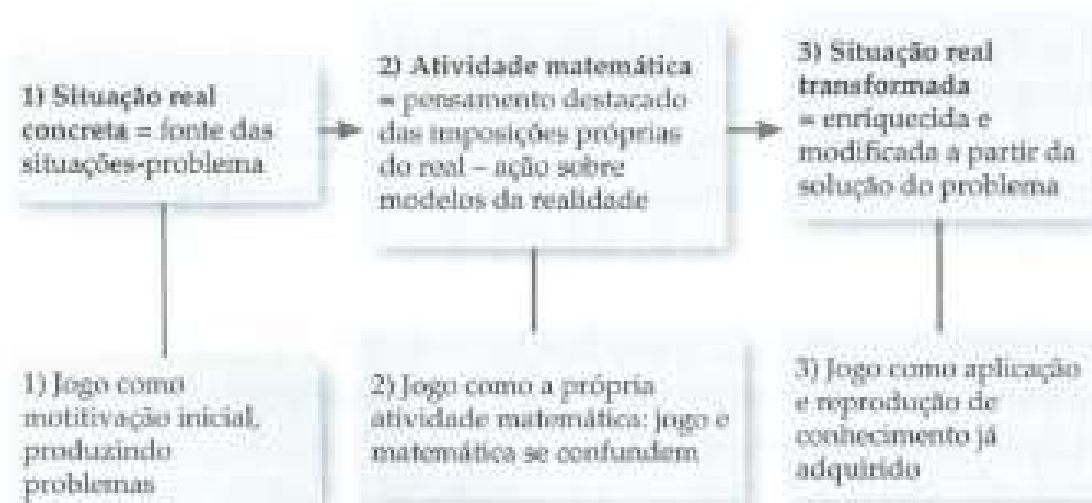 1) Situação real
concreta = fonte das
situações-problema
2) Atividade matemática
= pensamento destacado
das imposições próprias
do real – ação sobre
modelos da realidade
3) Situação real
transformada
= enriquecida e
modificada a partir da
solução do problema
1) Jogo como
motitivação inicial,
produzindo
problemas
2) Jogo como a própria
atividade matemática: jogo e
matemática se confundem
3) Jogo como aplicação
e reprodução de
conhecimento já
adquirido